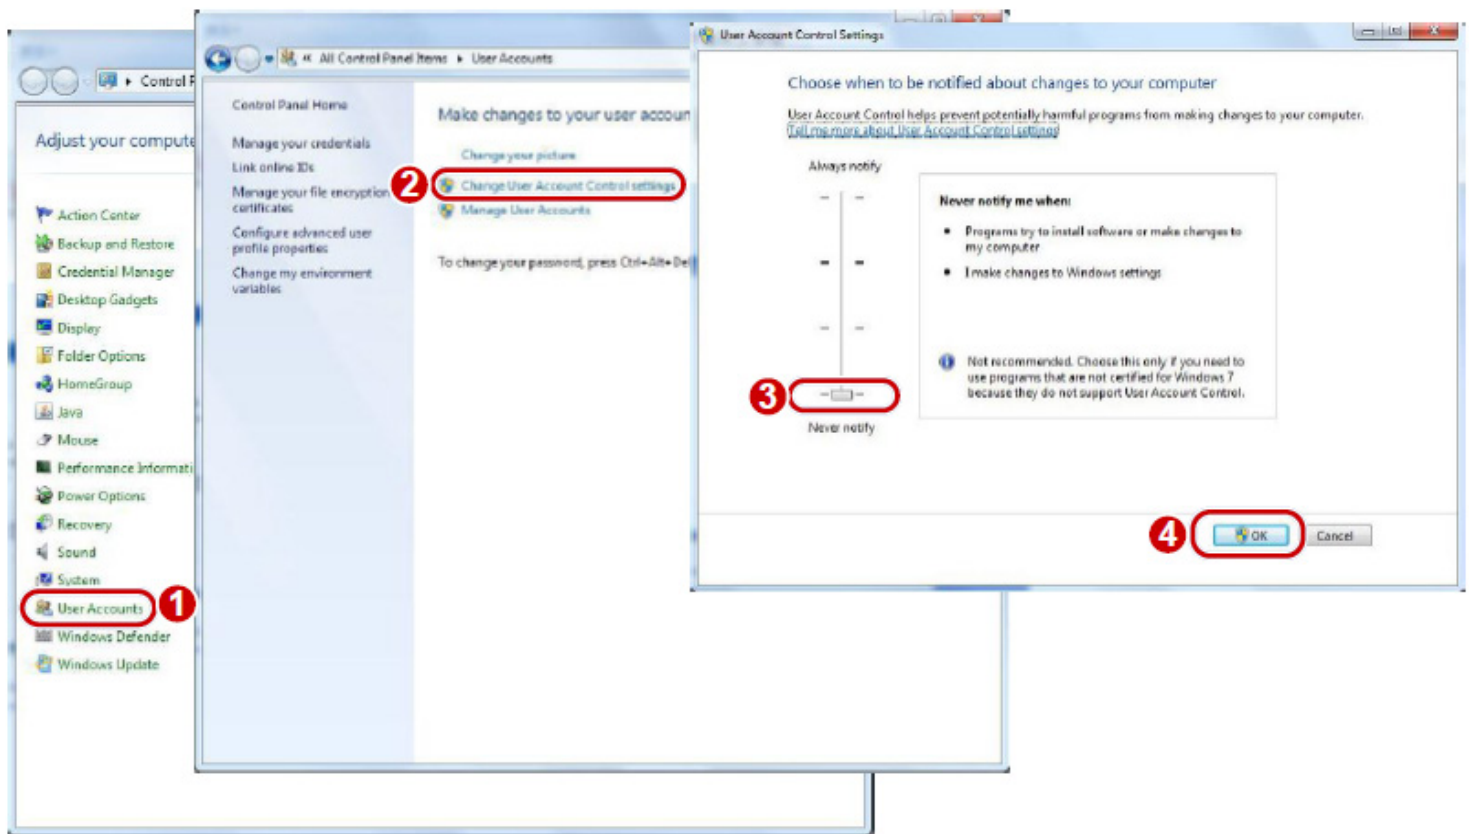 Control P
Adjust your compute
Action Center
Backup and Restore
Credential Manager
Desktop Gadgets
Display
Folder Options
HomeGroup
Java
Mouse
Performance Informati
Power Options
Recovery
Sound
System
User Accounts
1
Windows Defender
Windows Update
« All Control Panel Items ▸ User Accounts
Control Panel Home
Manage your credentials
Link online IDs
Manage your file encryption
certificates
Configure advanced user
profile properties
Change my environment
variables
Make changes to your user accoun
Change your picture
2
Change User Account Control settings
Manage User Accounts
To change your password, press Ctrl+Alt+Del
User Account Control Settings
Choose when to be notified about changes to your computer
User Account Control helps prevent potentially harmful programs from making changes to your computer.
Tell me more about User Account Control settings
Always notify
Never notify me when:
• Programs try to install software or make changes to
my computer
• I make changes to Windows settings
Not recommended. Choose this only if you need to
use programs that are not certified for Windows 7
because they do not support User Account Control.
3
Never notify
4
OK
Cancel